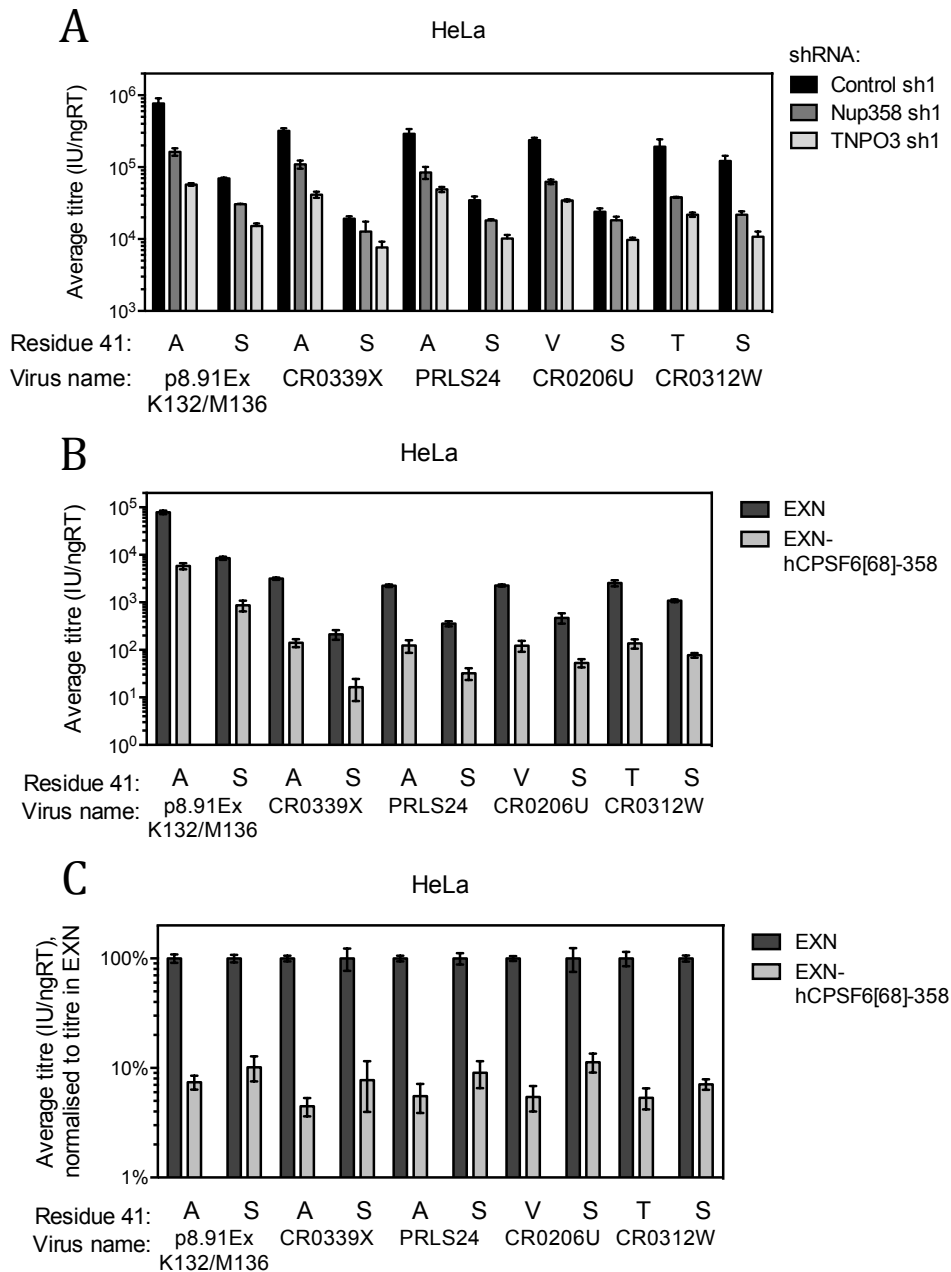 A
HeLa
shRNA:
Control sh1
Nup358 sh1
TNPO3 sh1
Average titre (IU/ngRT)
10^6
10^5
10^4
10^3
Residue 41: A S A S A S V S T S
Virus name: p8.91Ex CR0339X PRLS24 CR0206U CR0312W
K132/M136
B
HeLa
EXN
EXN-
hCPSF6[68]-358
Average titre (IU/ngRT)
10^5
10^4
10^3
10^2
10^1
10^0
Residue 41: A S A S A S V S T S
Virus name: p8.91Ex CR0339X PRLS24 CR0206U CR0312W
K132/M136
C
HeLa
EXN
EXN-
hCPSF6[68]-358
Average titre (IU/ngRT),
normalised to titre in EXN
100%
10%
1%
Residue 41: A S A S A S V S T S
Virus name: p8.91Ex CR0339X PRLS24 CR0206U CR0312W
K132/M136